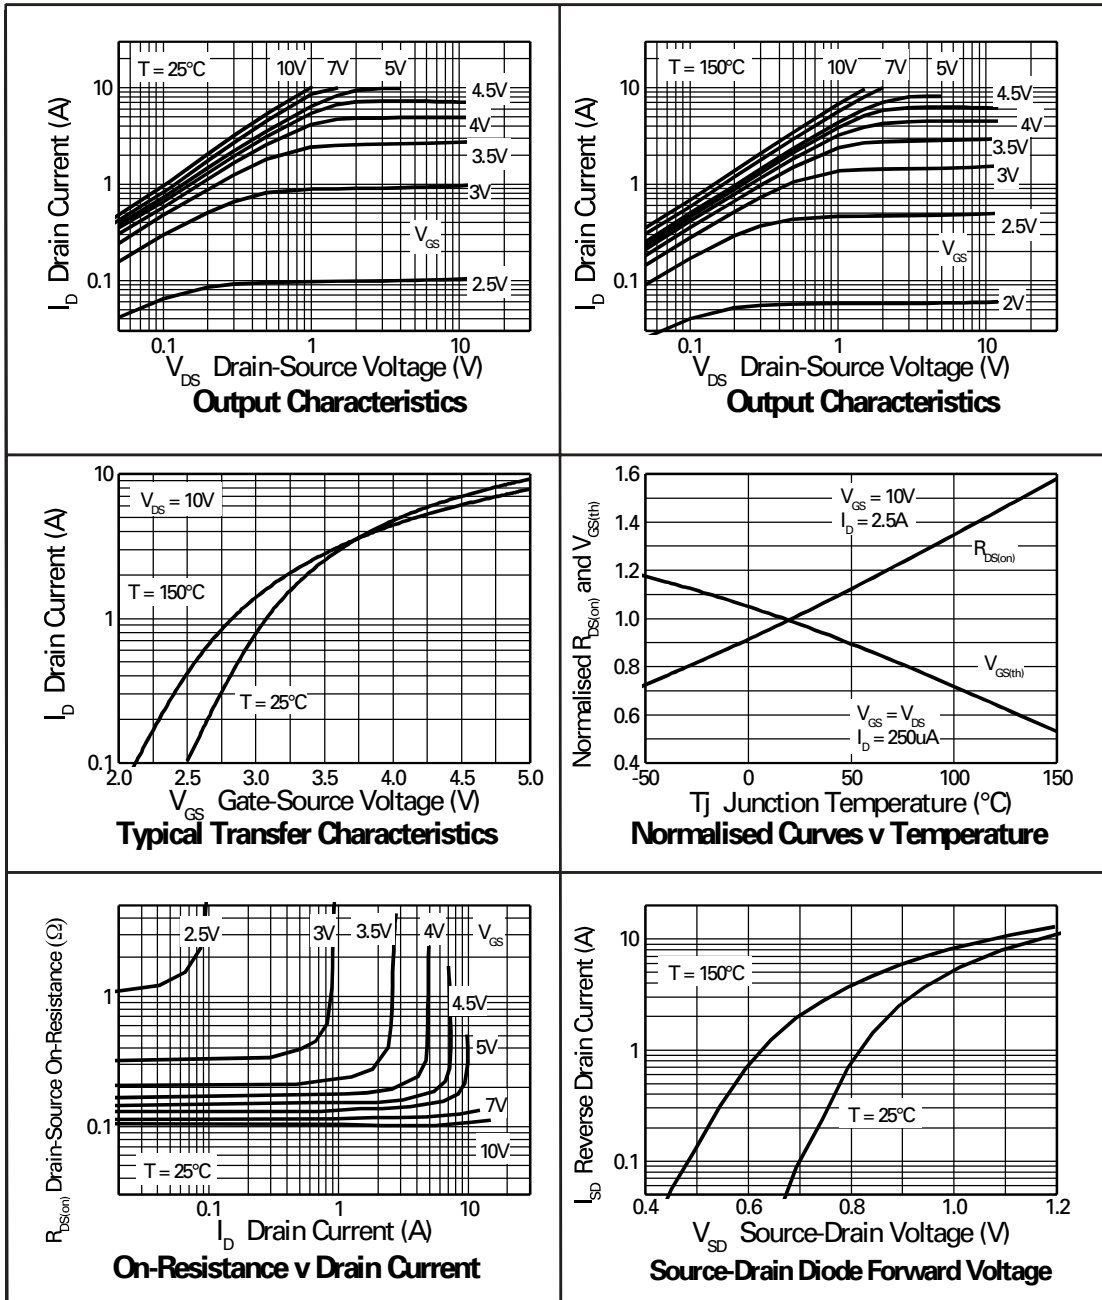 T = 25°C
10V
7V
5V
4.5V
4V
3.5V
3V
V_GS
2.5V
10
1
0.1
I_D Drain Current (A)
0.1
1
10
V_DS Drain-Source Voltage (V)
Output Characteristics
T = 150°C
10V
7V
5V
4.5V
4V
3.5V
3V
2.5V
V_GS
2V
10
1
0.1
I_D Drain Current (A)
0.1
1
10
V_DS Drain-Source Voltage (V)
Output Characteristics
V_DS = 10V
T = 150°C
T = 25°C
10
1
0.1
I_D Drain Current (A)
2.0
2.5
3.0
3.5
4.0
4.5
5.0
V_GS Gate-Source Voltage (V)
Typical Transfer Characteristics
V_GS = 10V
I_D = 2.5A
R_DS(on)
V_GS(th)
V_GS = V_DS
I_D = 250uA
1.6
1.4
1.2
1.0
0.8
0.6
0.4
Normalised R_DS(on) and V_GS(th)
-50
0
50
100
150
Tj Junction Temperature (°C)
Normalised Curves v Temperature
2.5V
3V
3.5V
4V
V_GS
4.5V
5V
7V
10V
T = 25°C
1
0.1
R_DS(on) Drain-Source On-Resistance (Ω)
0.1
1
10
I_D Drain Current (A)
On-Resistance v Drain Current
T = 150°C
T = 25°C
10
1
0.1
I_SD Reverse Drain Current (A)
0.4
0.6
0.8
1.0
1.2
V_SD Source-Drain Voltage (V)
Source-Drain Diode Forward Voltage